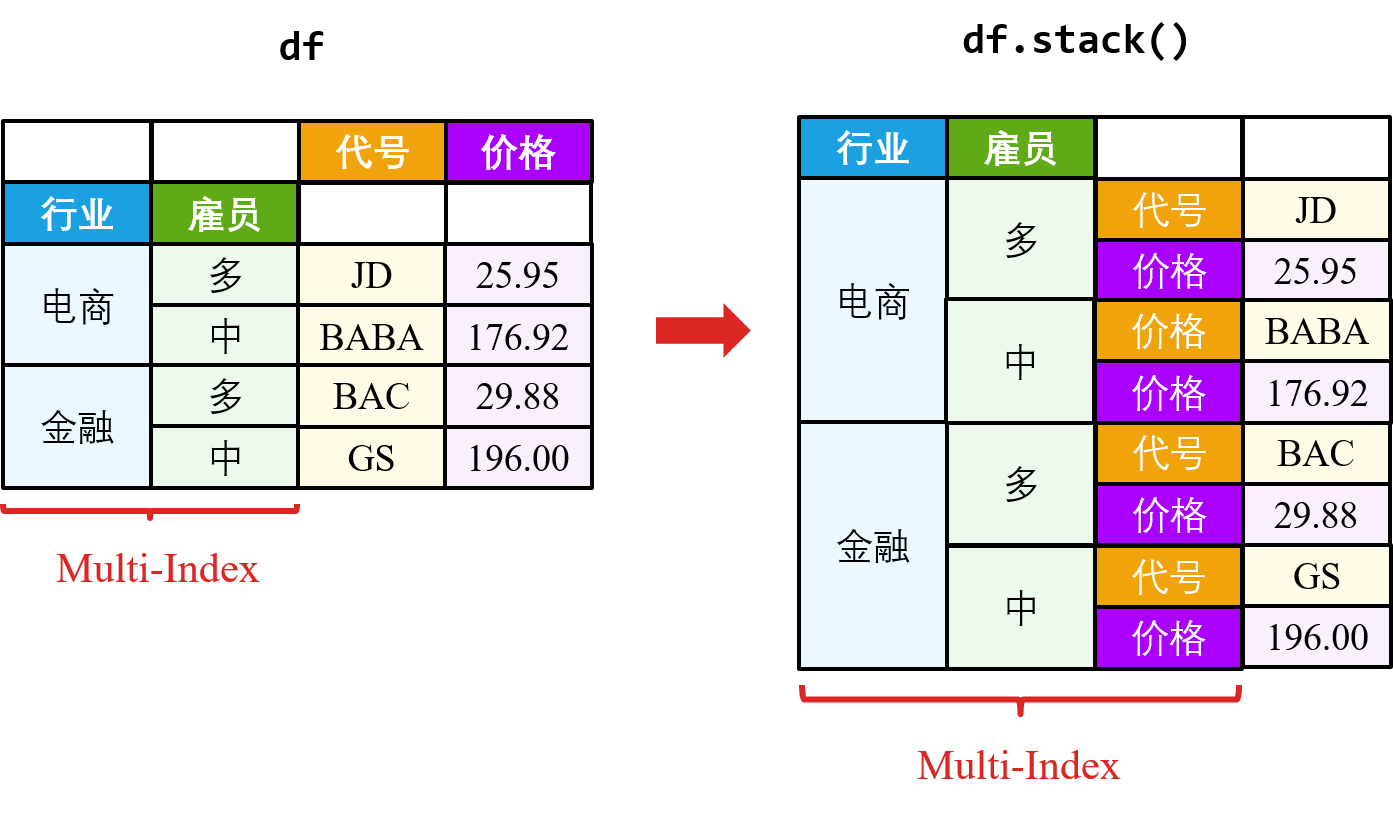 df
代号 价格
行业 雇员
电商 多 JD 25.95
中 BABA 176.92
金融 多 BAC 29.88
中 GS 196.00
Multi-Index
df.stack()
行业 雇员
电商 多 代号 JD
价格 25.95
中 价格 BABA
价格 176.92
金融 多 代号 BAC
价格 29.88
中 代号 GS
价格 196.00
Multi-Index